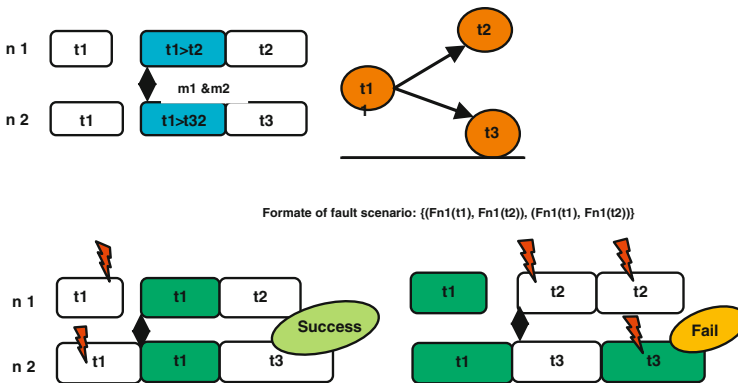 n 1 t1 t1>t2 t2
m1 &m2
n 2 t1 t1>t32 t3
t2
t1
1
t3
Formate of fault scenario: {(Fn1(t1), Fn1(t2)), (Fn1(t1), Fn1(t2))}
n 1 t1 t1 t2
Success
n 2 t1 t1 t3
t1 t2 t2
Fail
t1 t3 t3